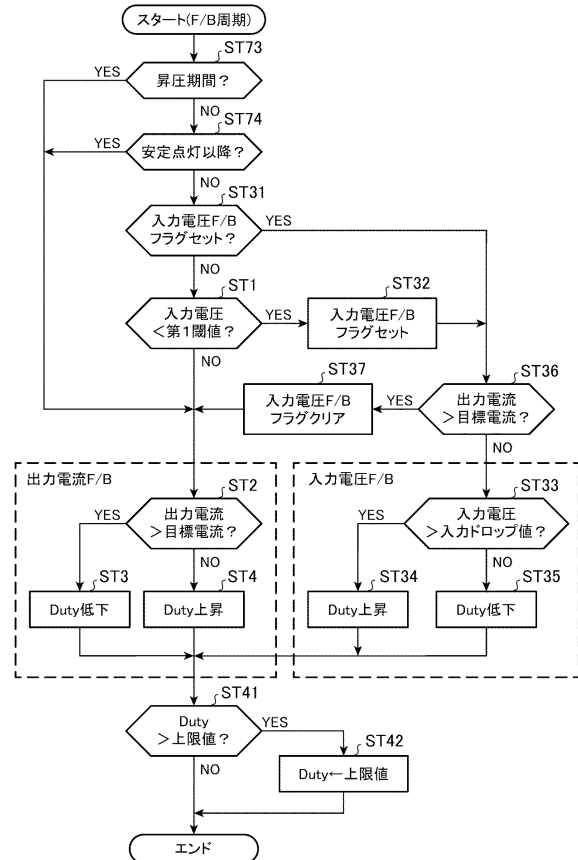 スタート(F/B周期)
ST73
昇圧期間？
YES
NO
ST74
安定点灯以降？
YES
NO
ST31
入力電圧F/B
フラグセット？
YES
NO
ST1
入力電圧
＜第1閾値？
YES
NO
ST32
入力電圧F/B
フラグセット
ST37
入力電圧F/B
フラグクリア
YES
ST36
出力電流
＞目標電流？
NO
出力電流F/B
ST2
出力電流
＞目標電流？
YES
NO
ST3
Duty低下
ST4
Duty上昇
入力電圧F/B
ST33
入力電圧
＞入力ドロップ値？
YES
NO
ST34
Duty上昇
ST35
Duty低下
ST41
Duty
＞上限値？
YES
NO
ST42
Duty←上限値
エンド